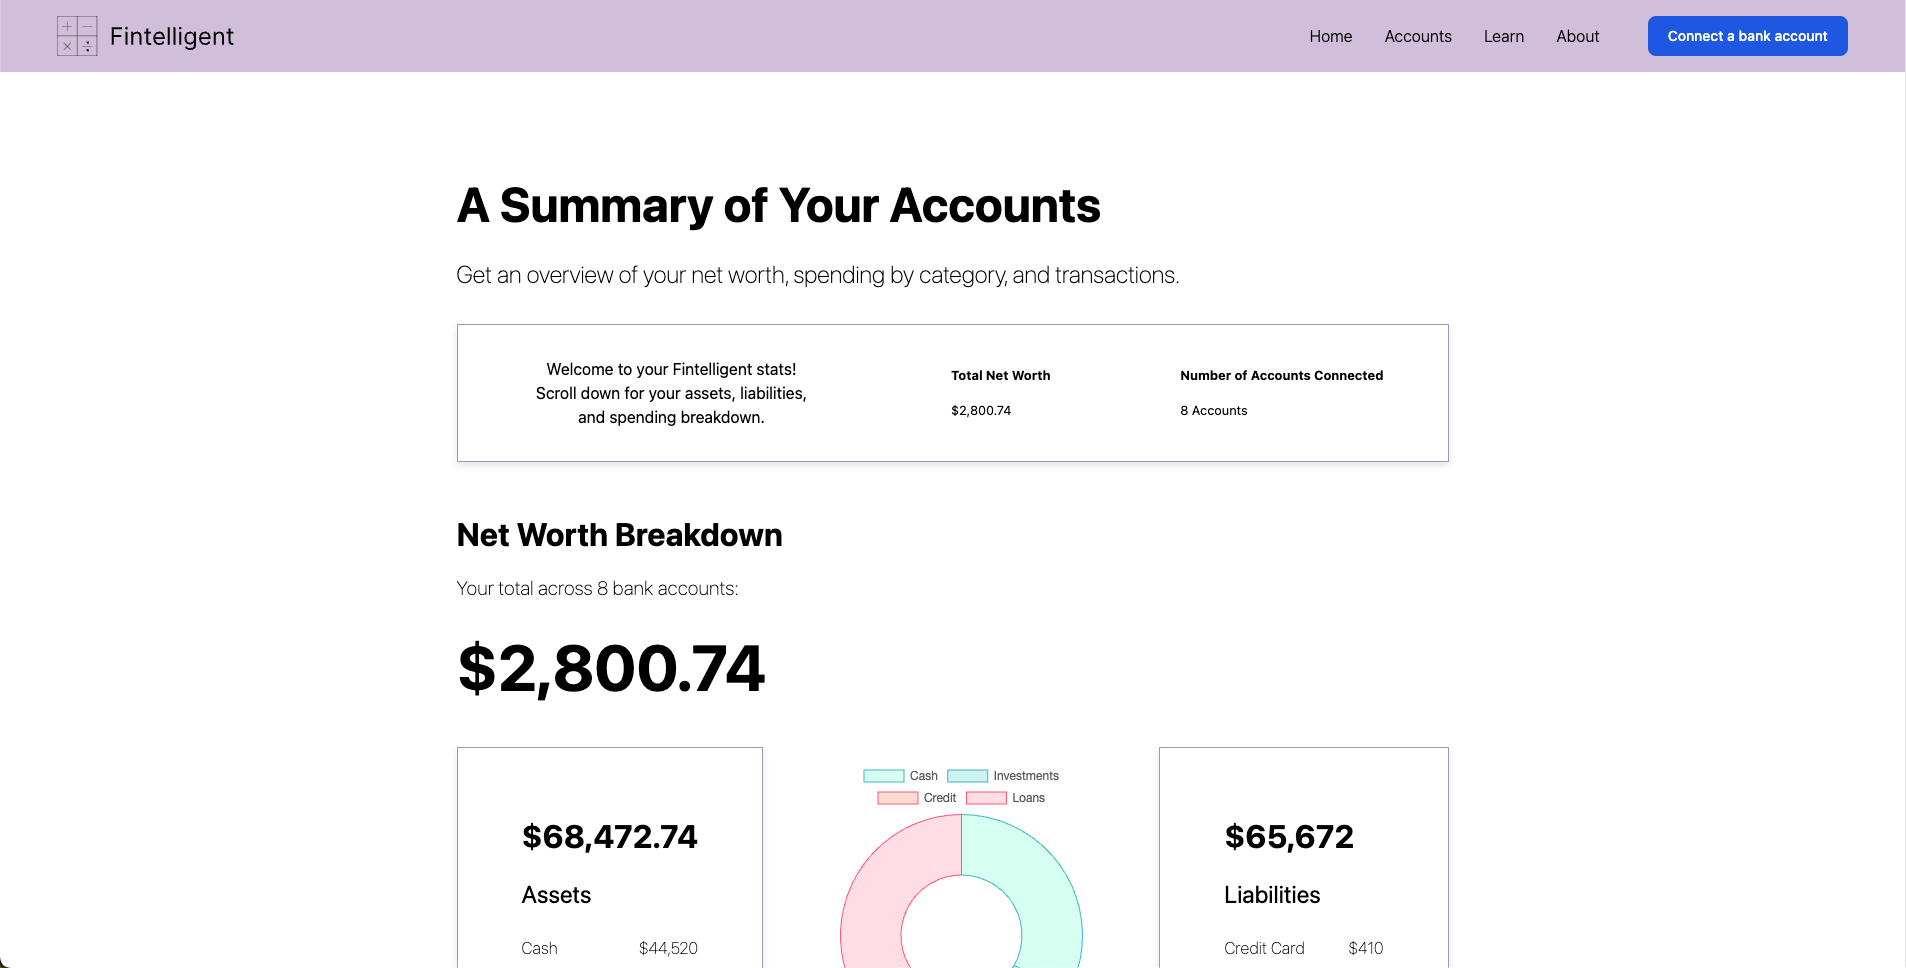 Fintelligent
Home Accounts Learn About Connect a bank account
A Summary of Your Accounts
Get an overview of your net worth, spending by category, and transactions.
Welcome to your Fintelligent stats!
Scroll down for your assets, liabilities,
and spending breakdown.
Total Net Worth
$2,800.74
Number of Accounts Connected
8 Accounts
Net Worth Breakdown
Your total across 8 bank accounts:
$2,800.74
$68,472.74
Assets
Cash $44,520
Cash Investments
Credit Loans
$65,672
Liabilities
Credit Card $410